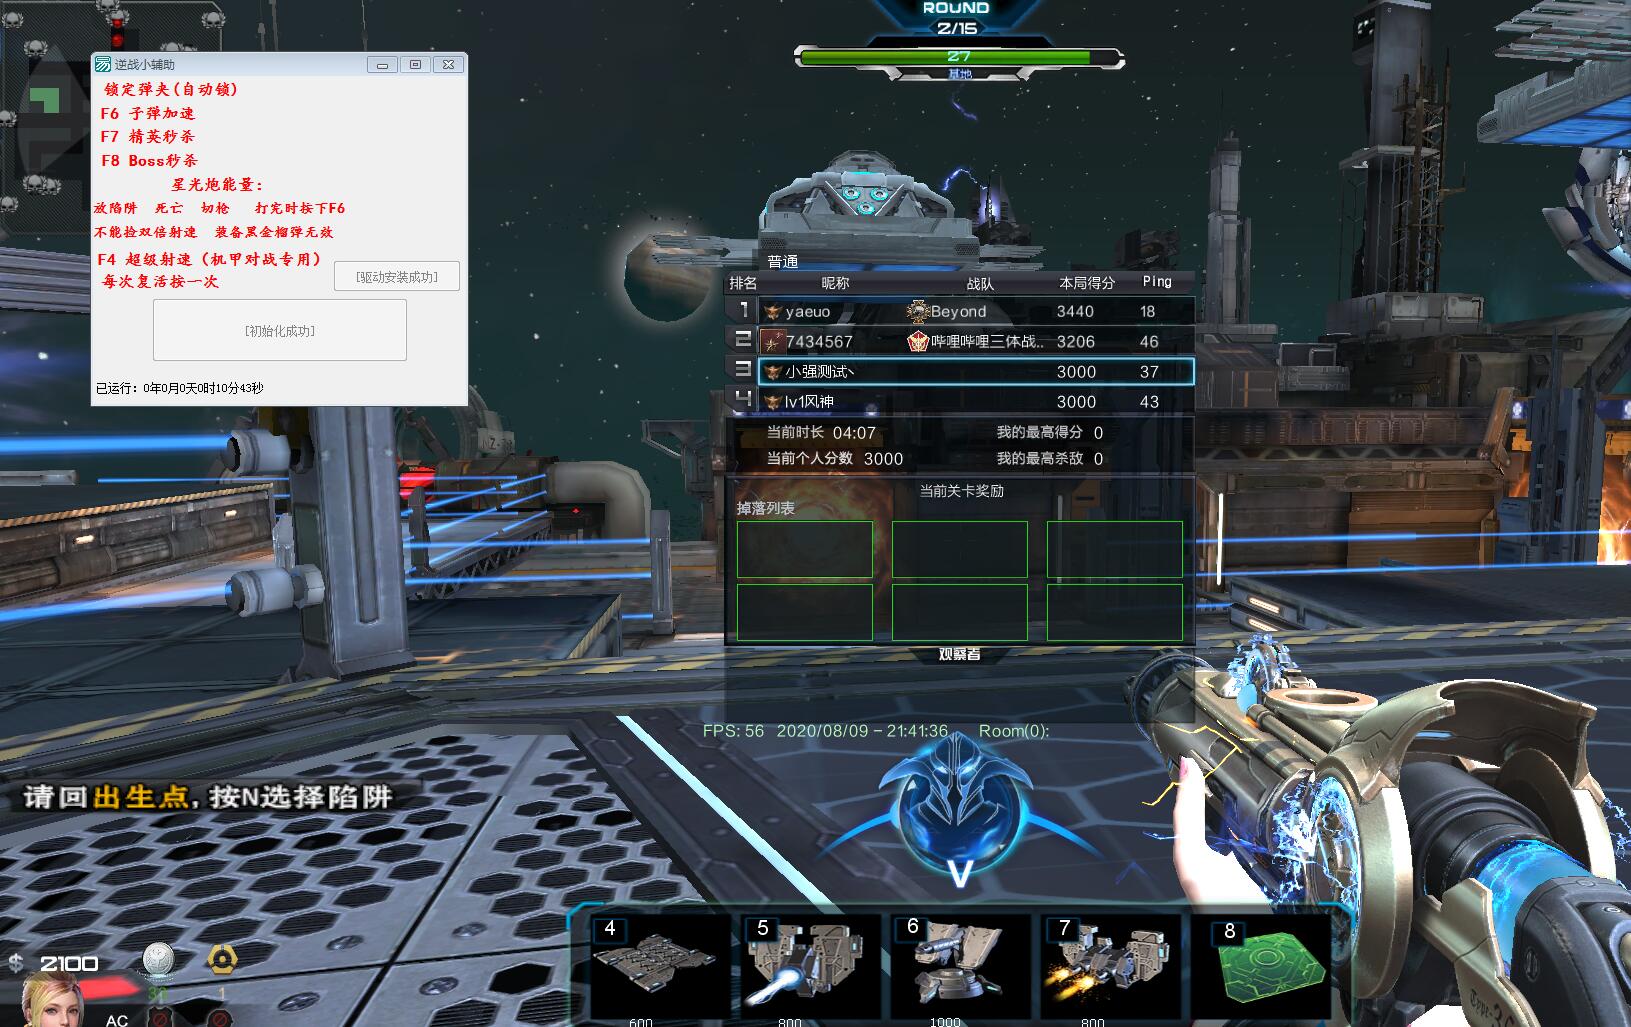 ROUND
2/15
27
基地
逆战小辅助
锁定弹夹(自动锁)
F6 子弹加速
F7 精英秒杀
F8 Boss秒杀
星光炮能量:
放陷阱 死亡 切枪 打完时按下F6
不能捡双倍射速 装备黑金榴弹无效
F4 超级射速(机甲对战专用)
每次复活按一次
[驱动安装成功]
[初始化成功]
已运行: 0年0月0天0时10分43秒
普通
排名 昵称 战队 本局得分 Ping
1 yaeuo Beyond 3440 18
2 7434567 哔哩哔哩三体战.. 3206 46
3 小强测试丶 3000 37
4 lv1风神 3000 43
当前时长 04:07 我的最高得分 0
当前个人分数 3000 我的最高杀敌 0
当前关卡奖励
掉落列表
观察者
FPS: 56 2020/08/09 - 21:41:36 Room(0):
请回出生点, 按N选择陷阱
V
4 5 6 7 8
$ 2100
1
AC
600 800 1000 800